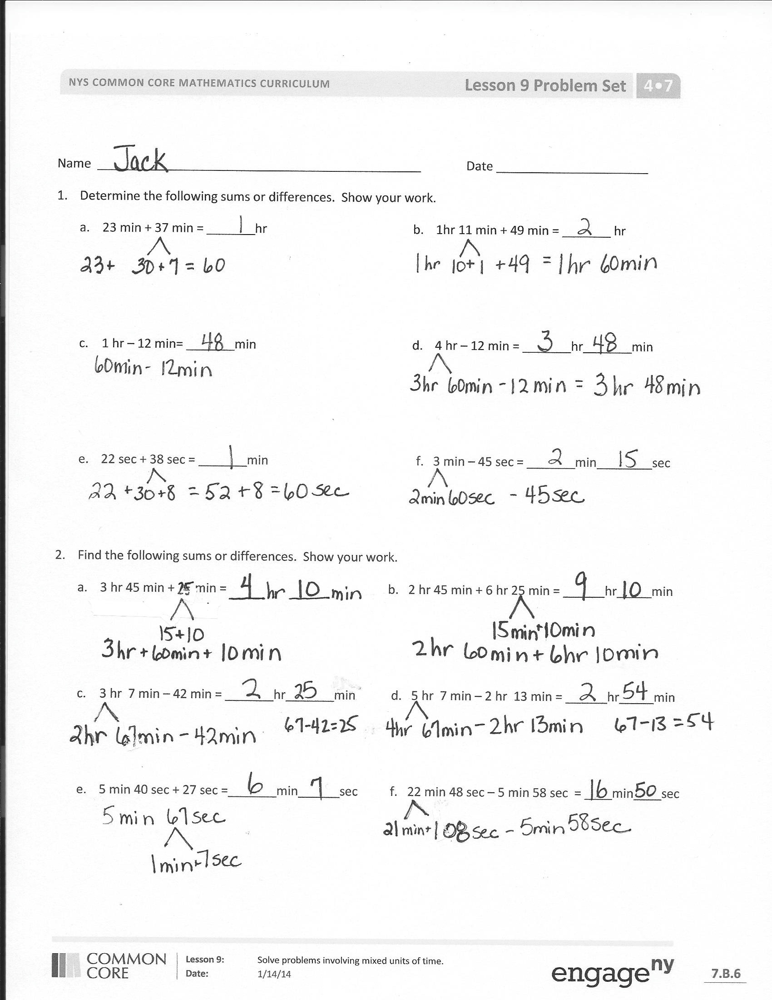 NYS COMMON CORE MATHEMATICS CURRICULUM Lesson 9 Problem Set 4•7
Name Jack Date
1. Determine the following sums or differences. Show your work.
a. 23 min + 37 min = 1 hr
23 + 30 + 7 = 60
b. 1hr 11 min + 49 min = 2 hr
1hr 10+1 +49 = 1hr 60min
c. 1 hr – 12 min= 48 min
60min - 12min
d. 4 hr – 12 min = 3 hr 48 min
3hr 60min - 12 min = 3 hr 48 min
e. 22 sec + 38 sec = 1 min
22 + 30 + 8 = 52 + 8 = 60 sec
f. 3 min – 45 sec = 2 min 15 sec
2min 60sec - 45 sec
2. Find the following sums or differences. Show your work.
a. 3 hr 45 min + 25 min = 4 hr 10 min
15+10
3hr + 60min + 10 min
b. 2 hr 45 min + 6 hr 25 min = 9 hr 10 min
15min+10min
2hr 60min + 6hr 10min
c. 3 hr 7 min – 42 min = 2 hr 25 min
2hr 67min - 42min 67-42=25
d. 5 hr 7 min – 2 hr 13 min = 2 hr 54 min
4hr 67min - 2hr 13min 67-13=54
e. 5 min 40 sec + 27 sec = 6 min 7 sec
5 min 67 sec
1min+7sec
f. 22 min 48 sec – 5 min 58 sec = 16 min 50 sec
21min+108sec - 5min 58sec
COMMON CORE
Lesson 9: Solve problems involving mixed units of time.
Date: 1/14/14
engageny
7.B.6